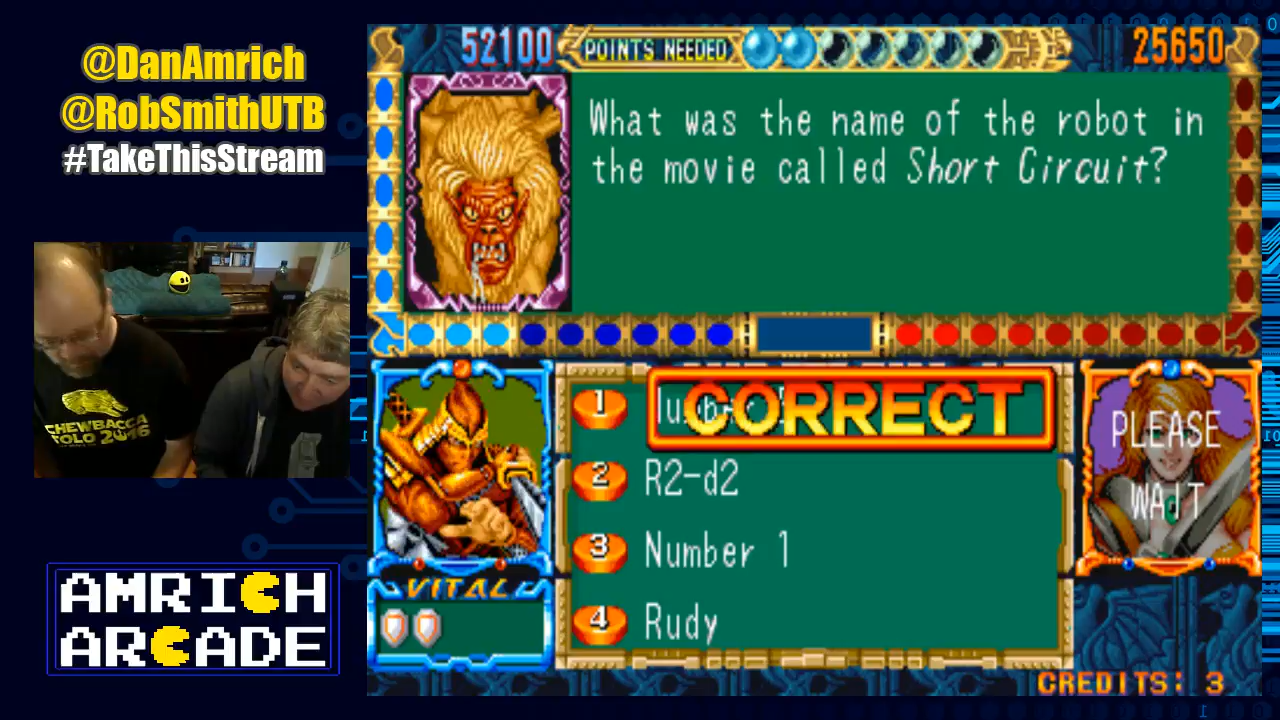 @DanAmrich
@RobSmithUTB
#TakeThisStream
52100
POINTS NEEDED
25650
What was the name of the robot in
the movie called Short Circuit?
1
CORRECT
2 R2-d2
3 Number 1
4 Rudy
PLEASE
WAIT
VITAL
CREDITS: 3
CHEWBACCA
SOLO 2016
AMRICH
ARCADE